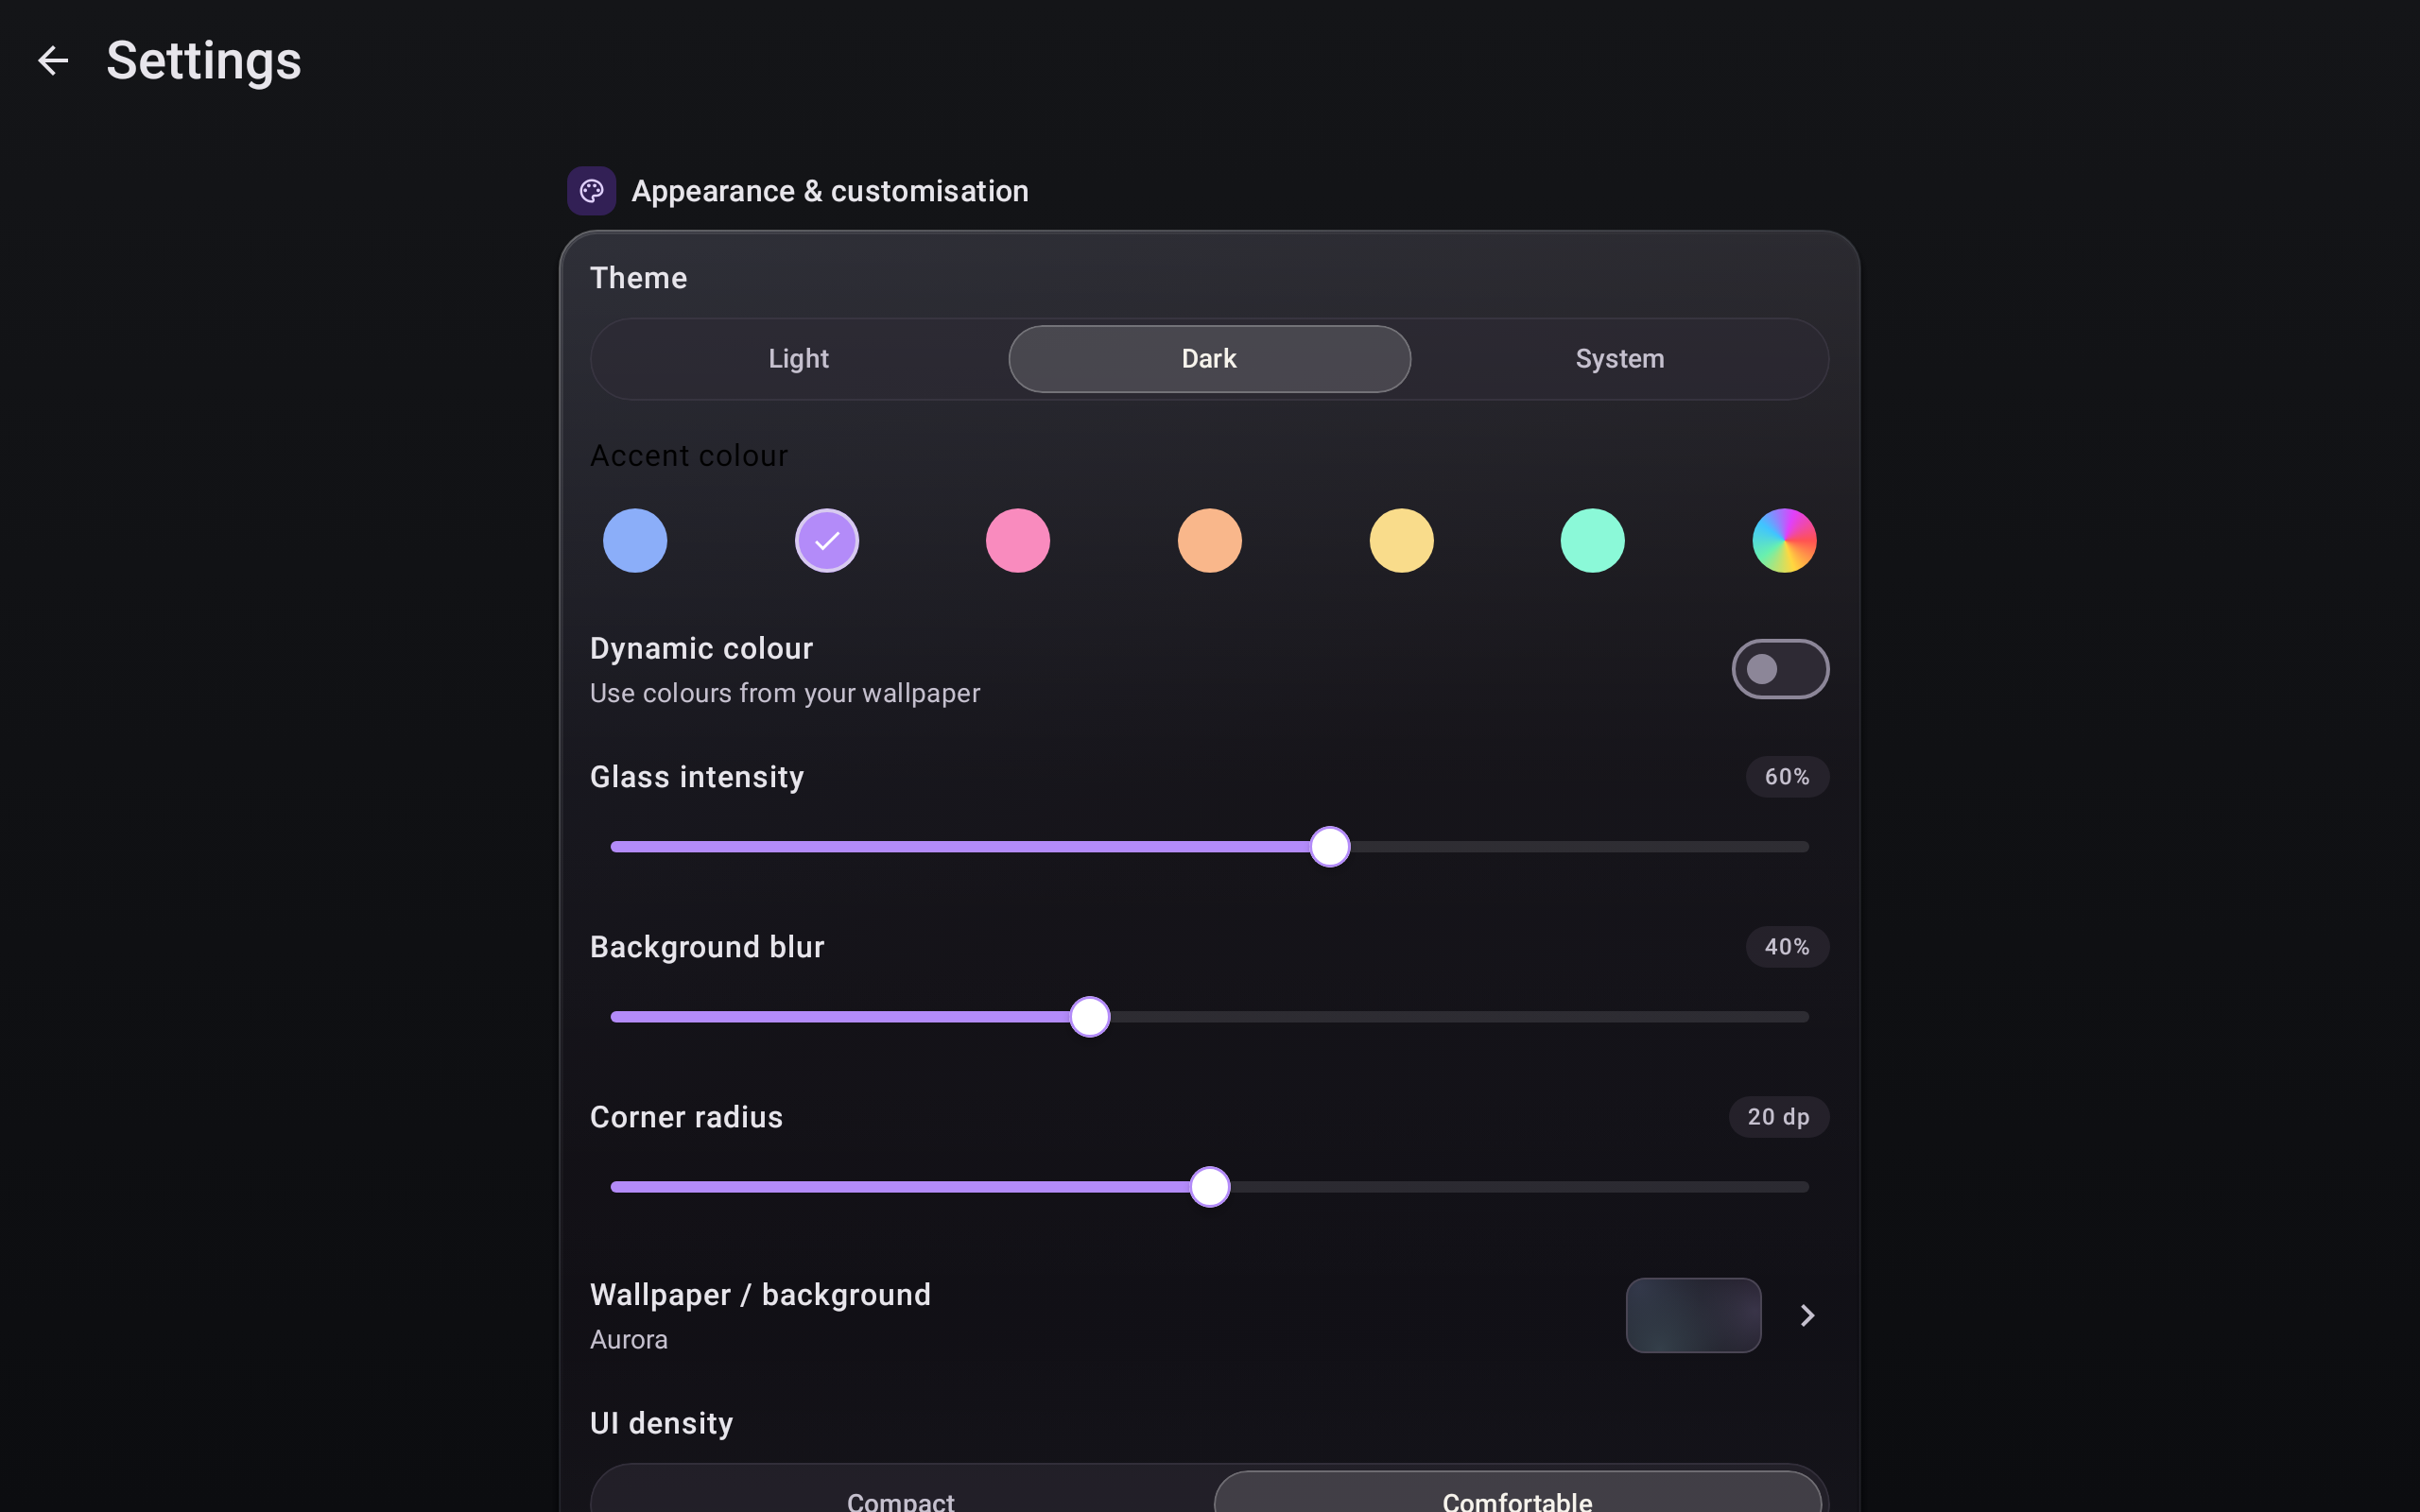 Settings
Appearance & customisation
Theme
Light Dark System
Accent colour
Dynamic colour
Use colours from your wallpaper
Glass intensity 60%
Background blur 40%
Corner radius 20 dp
Wallpaper / background
Aurora
UI density
Compact Comfortable